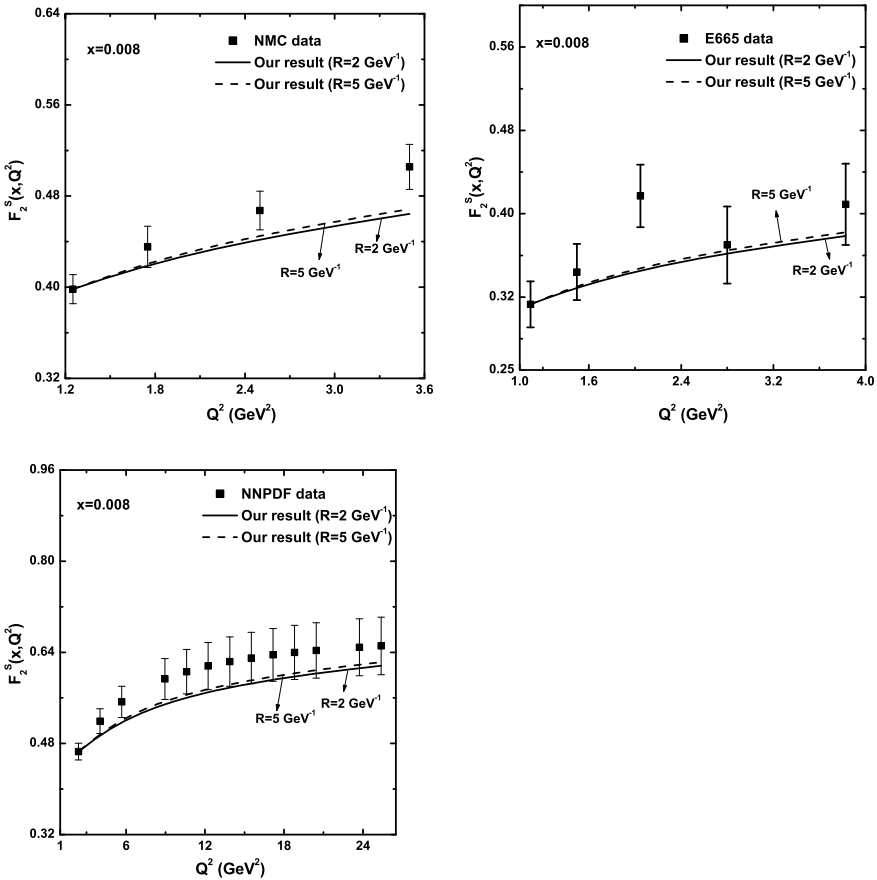 x=0.008
NMC data
Our result (R=2 GeV⁻¹)
Our result (R=5 GeV⁻¹)
0.64
0.56
0.48
0.40
0.32
F₂ˢ(x,Q²)
R=2 GeV⁻¹
R=5 GeV⁻¹
1.2 1.8 2.4 3.0 3.6
Q² (GeV²)
x=0.008
E665 data
Our result (R=2 GeV⁻¹)
Our result (R=5 GeV⁻¹)
0.56
0.48
0.40
0.32
0.25
F₂ˢ(x,Q²)
R=5 GeV⁻¹
R=2 GeV⁻¹
1.0 1.6 2.4 3.2 4.0
Q² (GeV²)
x=0.008
NNPDF data
Our result (R=2 GeV⁻¹)
Our result (R=5 GeV⁻¹)
0.96
0.80
0.64
0.48
0.32
F₂ˢ(x,Q²)
R=2 GeV⁻¹
R=5 GeV⁻¹
1 6 12 18 24
Q² (GeV²)